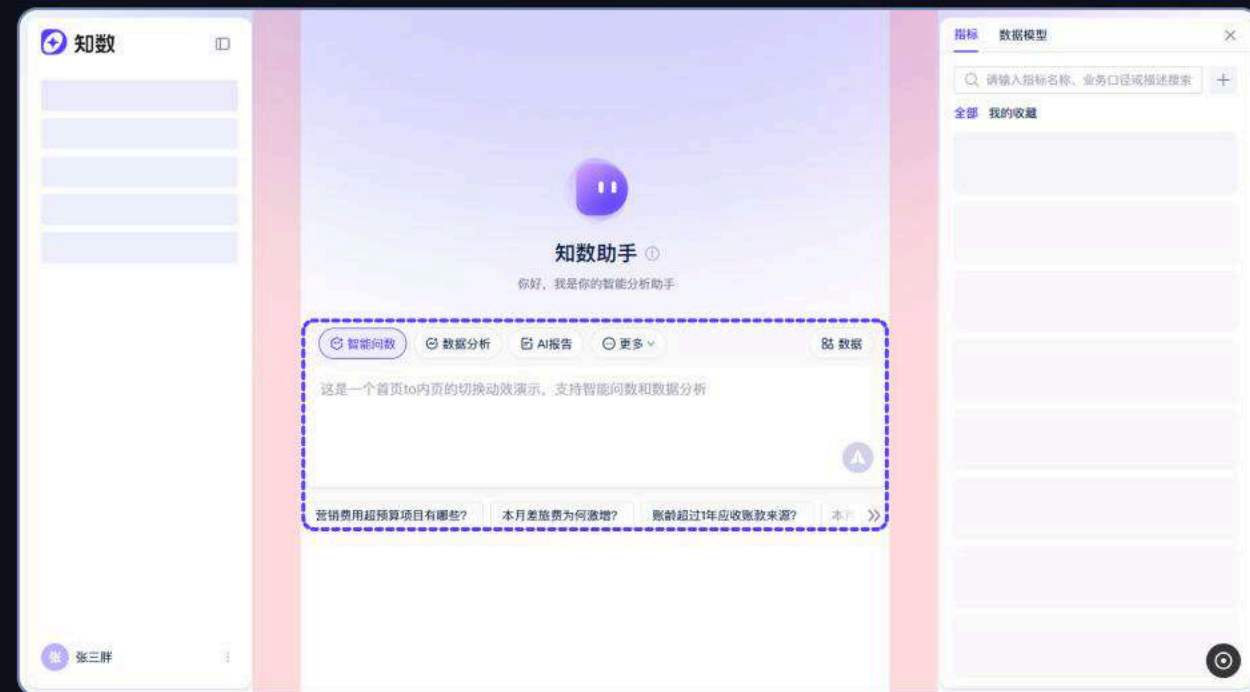 知数
指标 数据模型
请输入指标名称、业务口径或描述搜索
全部 我的收藏
知数助手
你好，我是你的智能分析助手
智能问数 数据分析 AI报告 更多 数据
这是一个首页to内页的切换动效演示，支持智能问数和数据分析
营销费用超预算项目有哪些？ 本月差旅费为何激增？ 账龄超过1年应收账款来源？ 本月
张 张三胖